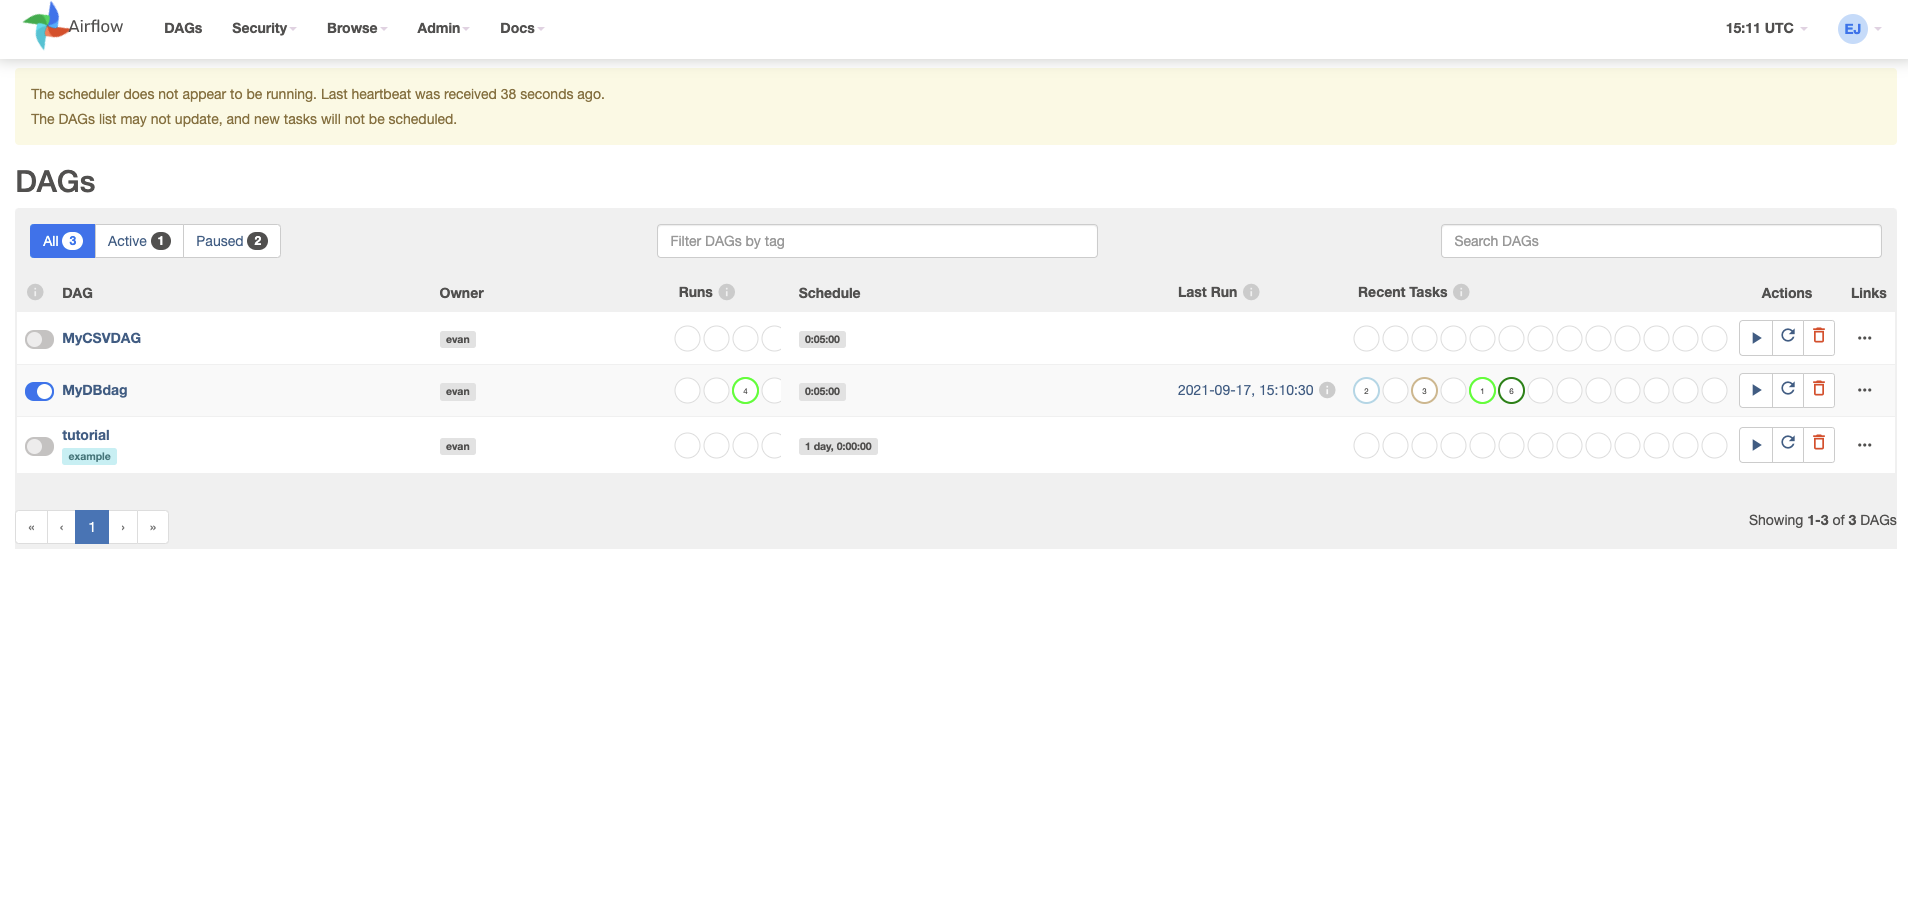 Airflow DAGs Security Browse Admin Docs 15:11 UTC EJ
The scheduler does not appear to be running. Last heartbeat was received 38 seconds ago.
The DAGs list may not update, and new tasks will not be scheduled.
DAGs
All 3 Active 1 Paused 2 Filter DAGs by tag Search DAGs
i DAG Owner Runs i Schedule Last Run i Recent Tasks i Actions Links
MyCSVDAG evan 0:05:00
MyDBdag evan 4 0:05:00 2021-09-17, 15:10:30 i 2 3 1 6
tutorial
example evan 1 day, 0:00:00
« ‹ 1 › » Showing 1-3 of 3 DAGs